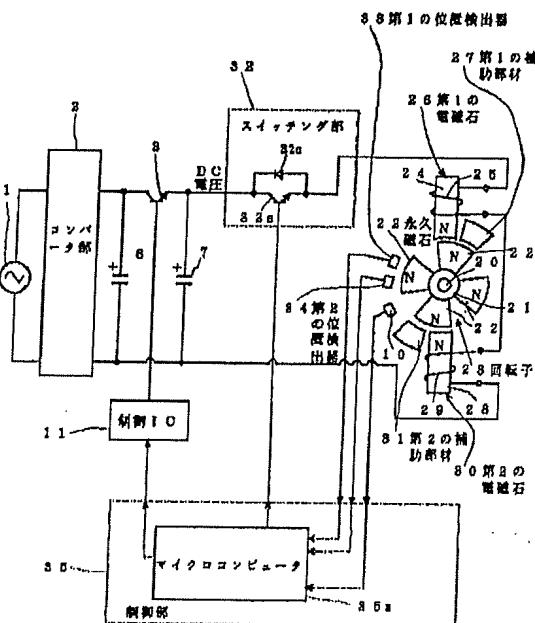 33第1の位置検出器
27第1の補
助部材
26第1の
電磁石
32
スイッチング部
32a
DC
電圧
32s
2
3
1
コンバ
ータ部
6
7
24
25
22永久
磁石
22
20
21
22
N
N
N
N
N
N
34第2
の位
置検
出器
10
23回転子
29
28
31第2の補
助部材
30第2の
電磁石
11
制御IC
マイクロコンピュータ
35
制御部
35a